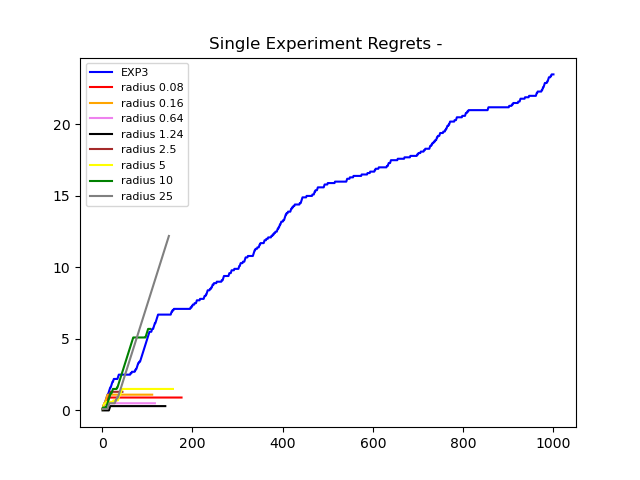 Single Experiment Regrets -
EXP3
radius 0.08
radius 0.16
radius 0.64
radius 1.24
radius 2.5
radius 5
radius 10
radius 25
20
15
10
5
0
0 200 400 600 800 1000